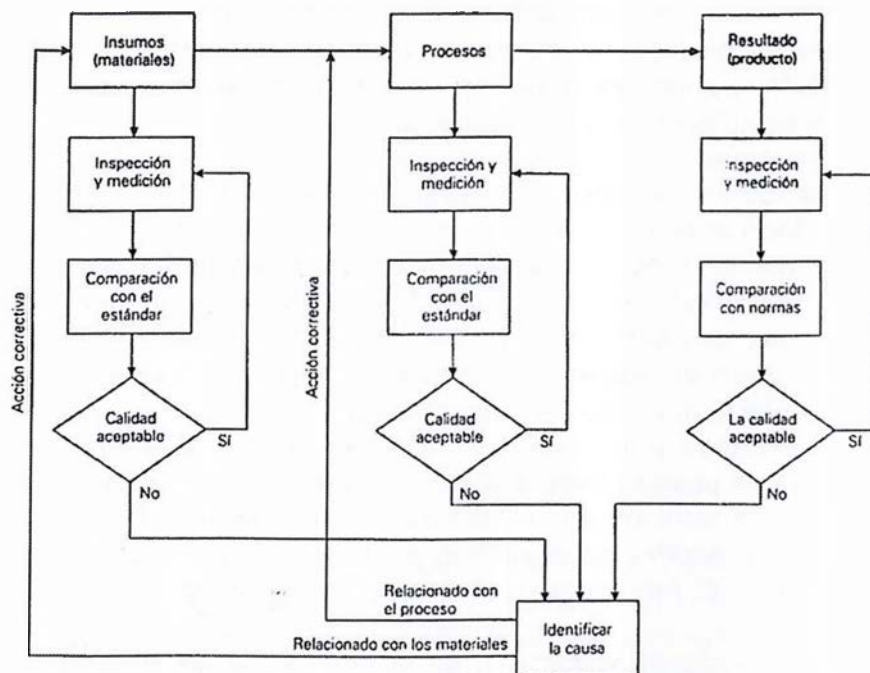 Insumos
(materiales)
Procesos
Resultado
(producto)
Inspección
y medición
Inspección y
medición
Inspección
y medición
Comparación
con el
estándar
Comparación
con el
estándar
Comparación
con normas
Calidad
aceptable
Sí
No
Calidad
aceptable
Sí
No
La calidad
aceptable
Sí
No
Acción correctiva
Acción correctiva
Relacionado con
el proceso
Relacionado con los materiales
Identificar
la causa